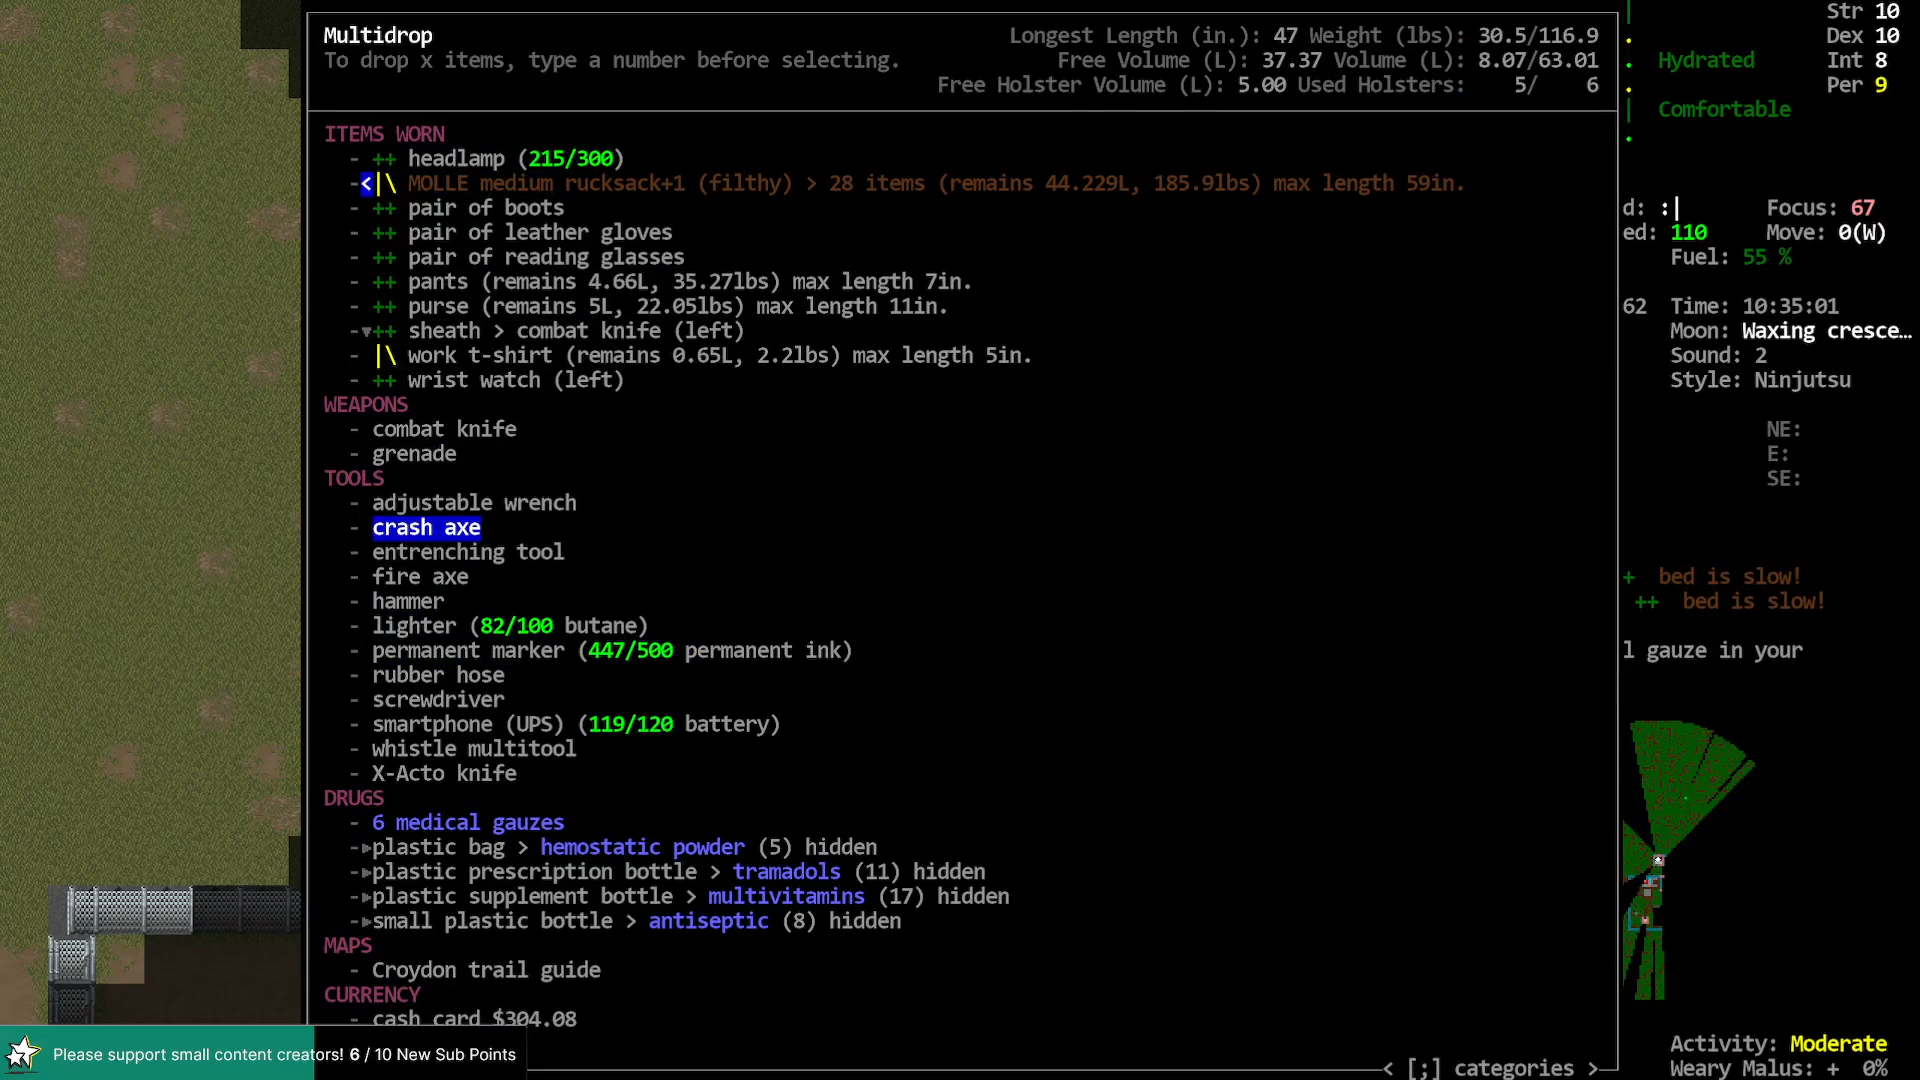 Multidrop
To drop x items, type a number before selecting.
Longest Length (in.): 47 Weight (lbs): 30.5/116.9
Free Volume (L): 37.37 Volume (L): 8.07/63.01
Free Holster Volume (L): 5.00 Used Holsters: 5/ 6
ITEMS WORN
- ++ headlamp (215/300)
-<|\ MOLLE medium rucksack+1 (filthy) > 28 items (remains 44.229L, 185.9lbs) max length 59in.
- ++ pair of boots
- ++ pair of leather gloves
- ++ pair of reading glasses
- ++ pants (remains 4.66L, 35.27lbs) max length 7in.
- ++ purse (remains 5L, 22.05lbs) max length 11in.
-▼++ sheath > combat knife (left)
- |\ work t-shirt (remains 0.65L, 2.2lbs) max length 5in.
- ++ wrist watch (left)
WEAPONS
- combat knife
- grenade
TOOLS
- adjustable wrench
- crash axe
- entrenching tool
- fire axe
- hammer
- lighter (82/100 butane)
- permanent marker (447/500 permanent ink)
- rubber hose
- screwdriver
- smartphone (UPS) (119/120 battery)
- whistle multitool
- X-Acto knife
DRUGS
- 6 medical gauzes
-▶plastic bag > hemostatic powder (5) hidden
-▶plastic prescription bottle > tramadols (11) hidden
-▶plastic supplement bottle > multivitamins (17) hidden
-▶small plastic bottle > antiseptic (8) hidden
MAPS
- Croydon trail guide
CURRENCY
- cash card $304.08
< [;] categories >
Str 10
Dex 10
Hydrated Int 8
Per 9
Comfortable
d: :| Focus: 67
ed: 110 Move: 0(W)
Fuel: 55 %
62 Time: 10:35:01
Moon: Waxing cresce…
Sound: 2
Style: Ninjutsu
NE:
E:
SE:
+ bed is slow!
++ bed is slow!
l gauze in your
Activity: Moderate
Weary Malus: + 0%
Please support small content creators! 6 / 10 New Sub Points